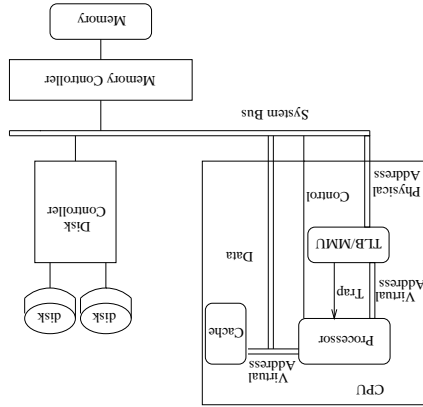 CPU
Virtual
Address
Processor
Cache
disk
disk
Virtual
Address
Trap
TLB/MMU
Data
Disk
Controller
Physical
Address
Control
System Bus
Memory Controller
Memory